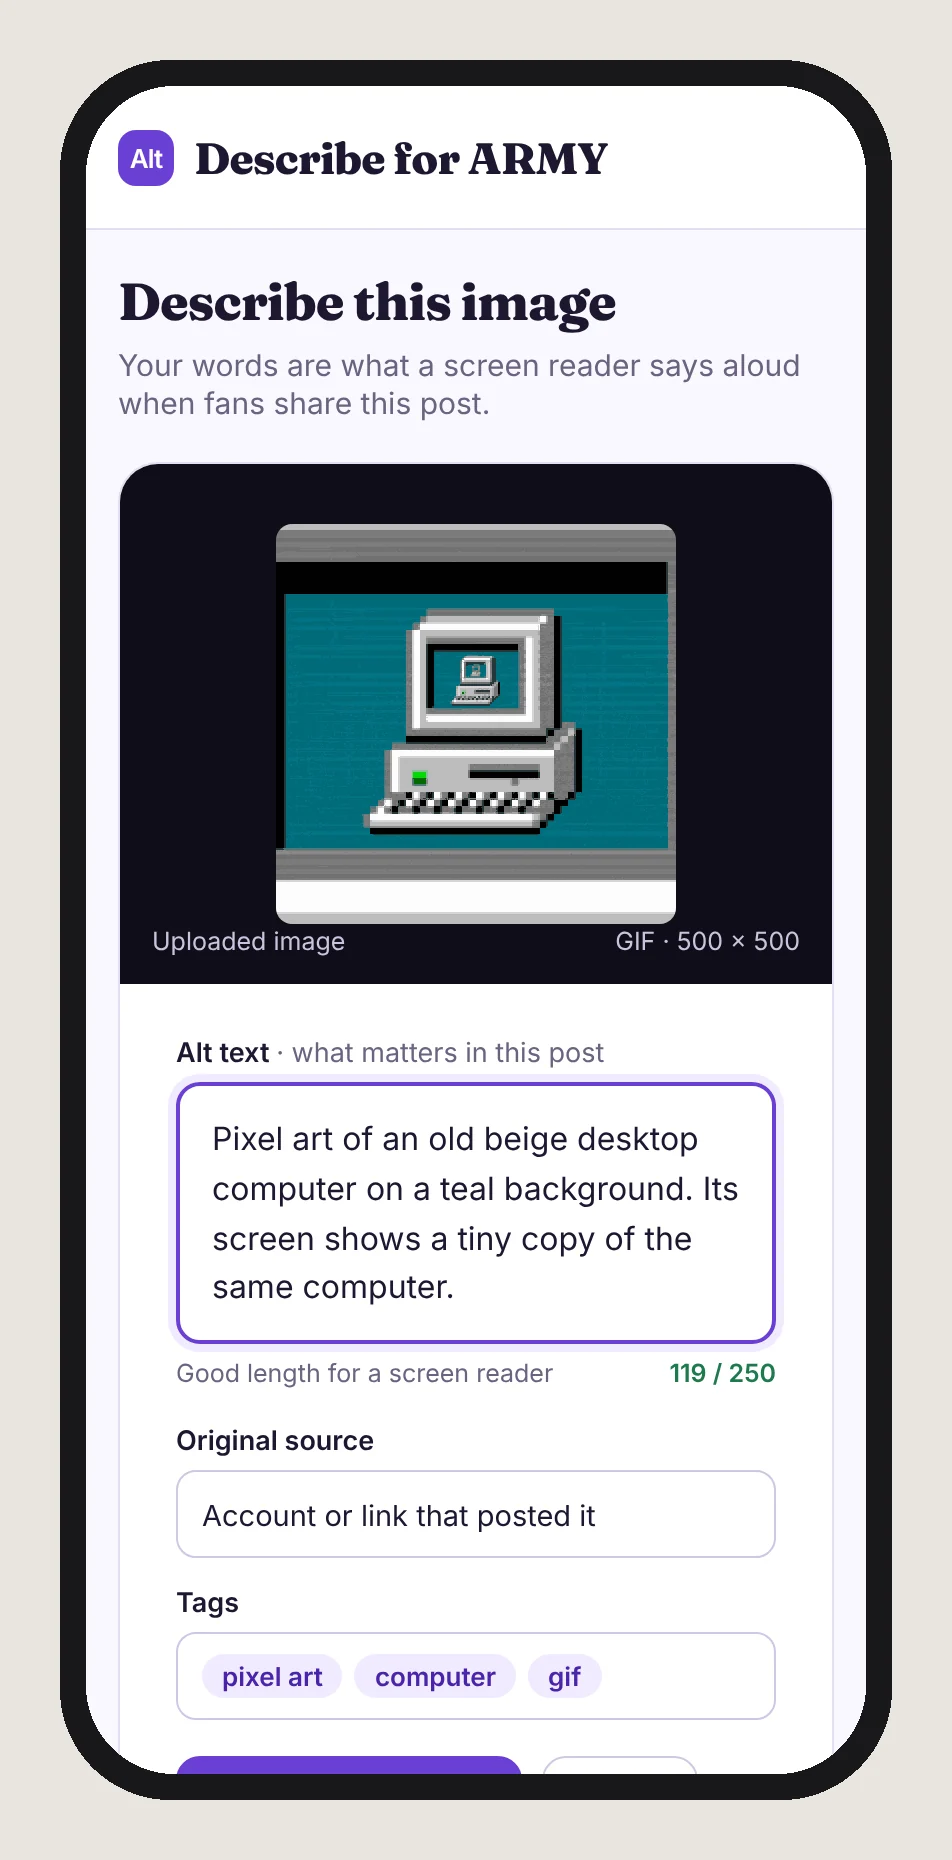 Alt
Describe for ARMY
Describe this image
Your words are what a screen reader says aloud
when fans share this post.
Uploaded image
GIF · 500 × 500
Alt text · what matters in this post
Pixel art of an old beige desktop
computer on a teal background. Its
screen shows a tiny copy of the
same computer.
Good length for a screen reader
119 / 250
Original source
Account or link that posted it
Tags
pixel art
computer
gif